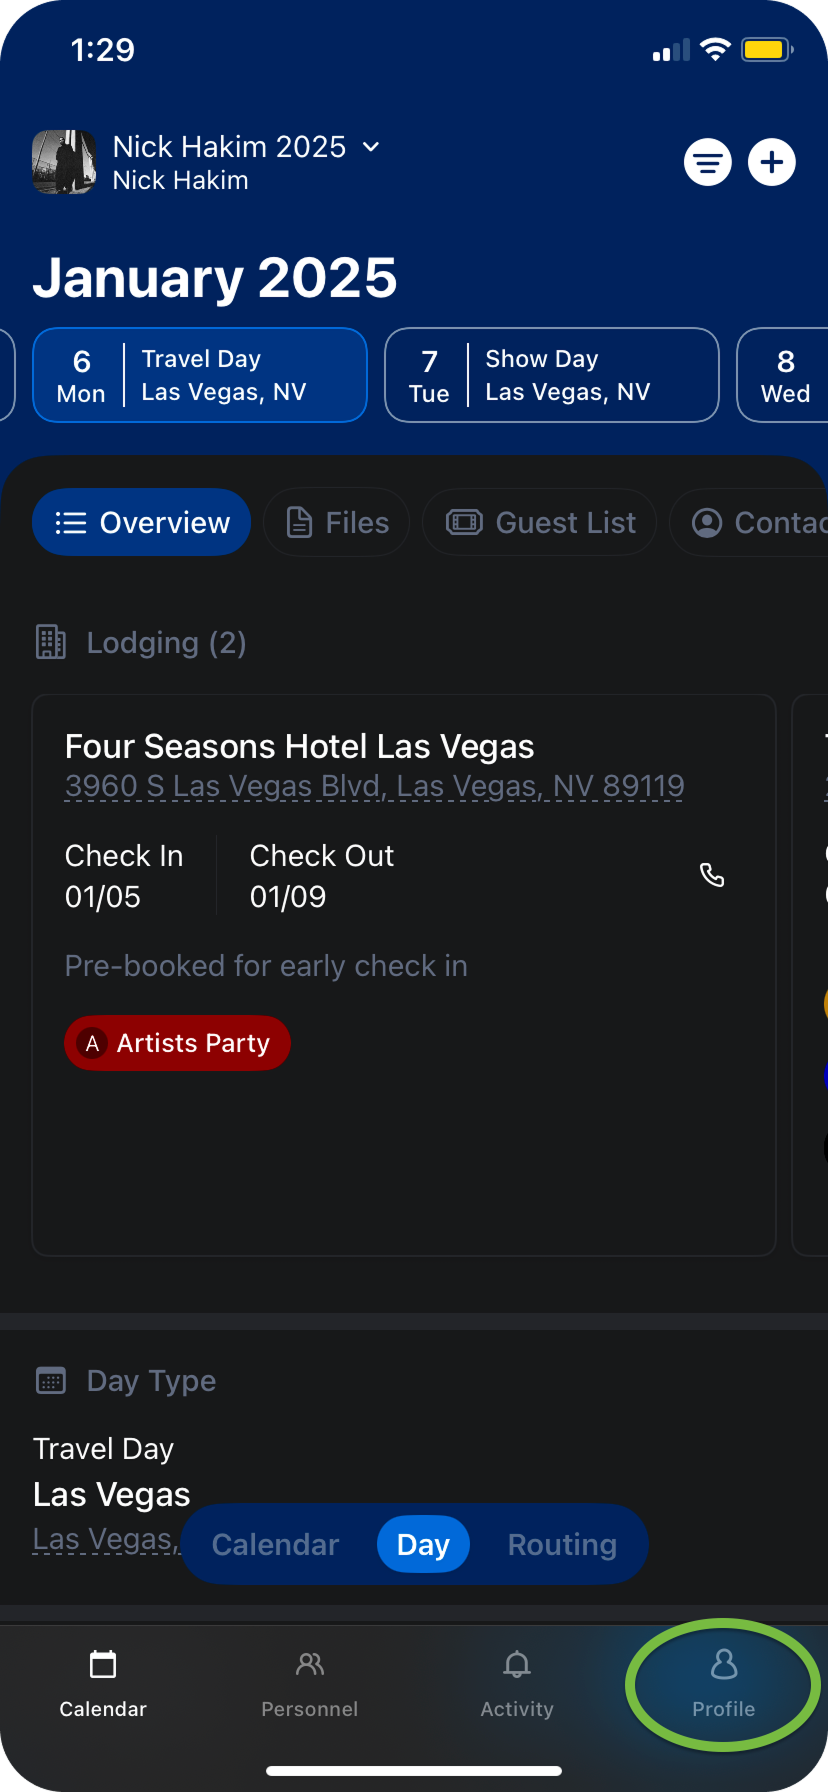 1:29
Nick Hakim 2025
Nick Hakim
January 2025
6
Mon
Travel Day
Las Vegas, NV
7
Tue
Show Day
Las Vegas, NV
8
Wed
Overview
Files
Guest List
Lodging (2)
Four Seasons Hotel Las Vegas
3960 S Las Vegas Blvd, Las Vegas, NV 89119
Check In
01/05
Check Out
01/09
Pre-booked for early check in
A Artists Party
Day Type
Travel Day
Las Vegas
Las Vegas,
Calendar
Day
Routing
Calendar
Personnel
Activity
Profile